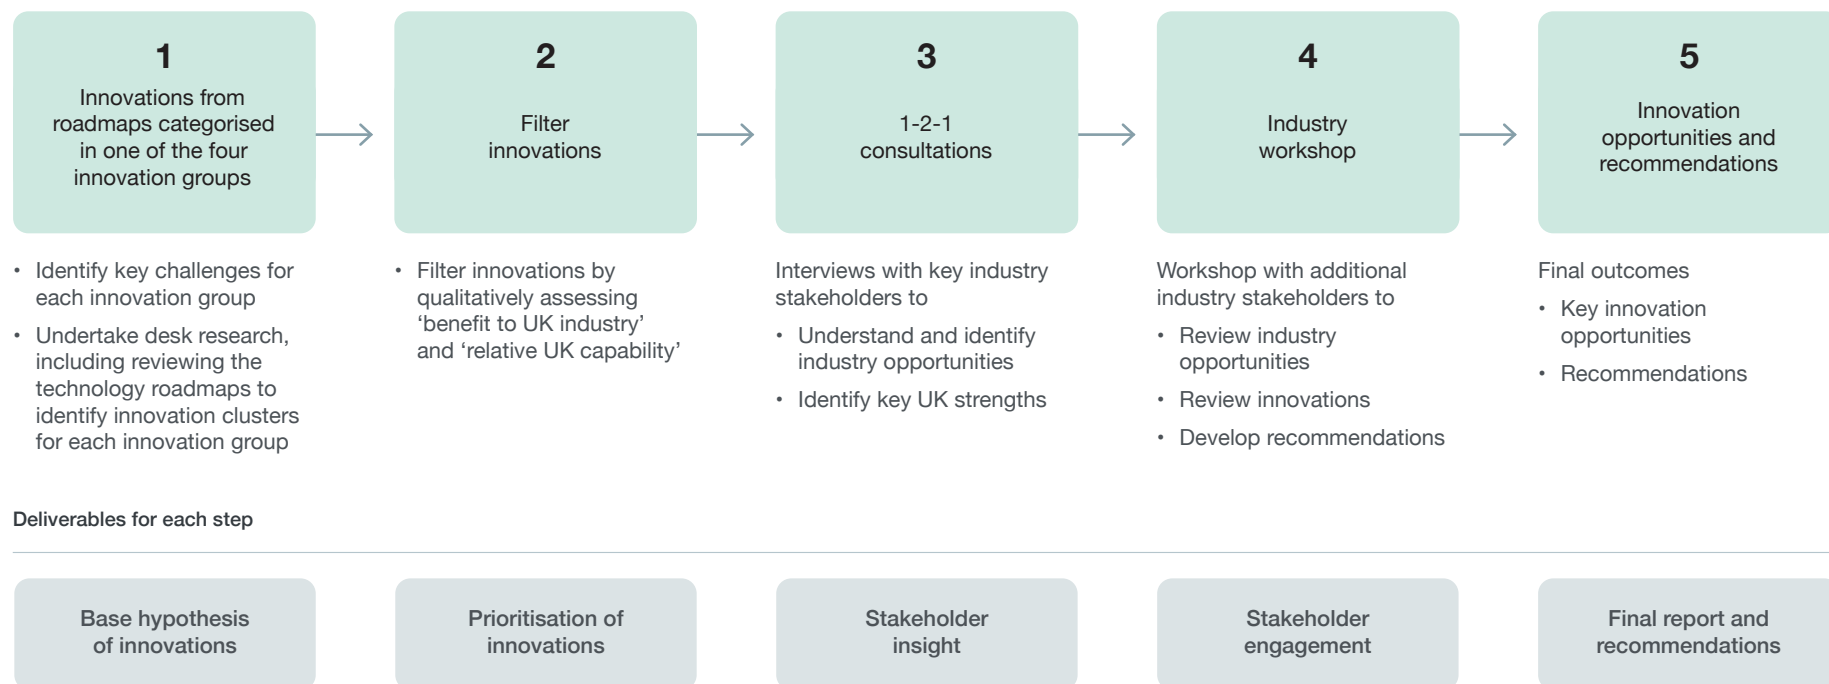 1
Innovations from
roadmaps categorised
in one of the four
innovation groups
2
Filter
innovations
3
1-2-1
consultations
4
Industry
workshop
5
Innovation
opportunities and
recommendations
• Identify key challenges for
each innovation group
• Undertake desk research,
including reviewing the
technology roadmaps to
identify innovation clusters
for each innovation group
• Filter innovations by
qualitatively assessing
‘benefit to UK industry’
and ‘relative UK capability’
Interviews with key industry
stakeholders to
• Understand and identify
industry opportunities
• Identify key UK strengths
Workshop with additional
industry stakeholders to
• Review industry
opportunities
• Review innovations
• Develop recommendations
Final outcomes
• Key innovation
opportunities
• Recommendations
Deliverables for each step
Base hypothesis
of innovations
Prioritisation of
innovations
Stakeholder
insight
Stakeholder
engagement
Final report and
recommendations